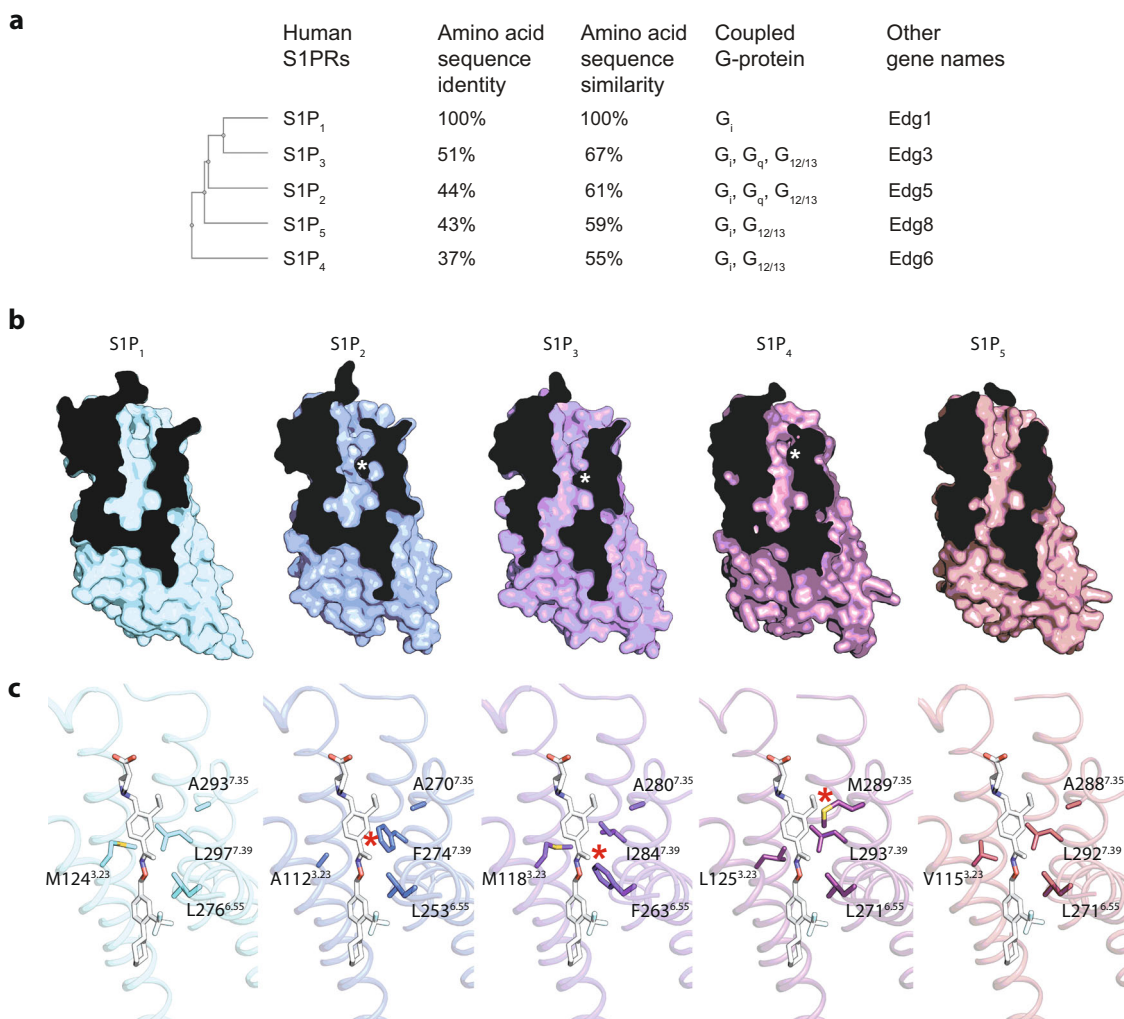 a
Human S1PRs
Amino acid sequence identity
Amino acid sequence similarity
Coupled G-protein
Other gene names
S1P₁ 100% 100% Gᵢ Edg1
S1P₃ 51% 67% Gᵢ, G_q, G₁₂/₁₃ Edg3
S1P₂ 44% 61% Gᵢ, G_q, G₁₂/₁₃ Edg5
S1P₅ 43% 59% Gᵢ, G₁₂/₁₃ Edg8
S1P₄ 37% 55% Gᵢ, G₁₂/₁₃ Edg6
b
S1P₁ S1P₂ S1P₃ S1P₄ S1P₅
* * *
c
A293⁷·³⁵
L297⁷·³⁹
M124³·²³
L276⁶·⁵⁵
A270⁷·³⁵
*
F274⁷·³⁹
A112³·²³
L253⁶·⁵⁵
A280⁷·³⁵
*
I284⁷·³⁹
M118³·²³
F263⁶·⁵⁵
M289⁷·³⁵
*
L293⁷·³⁹
L125³·²³
L271⁶·⁵⁵
A288⁷·³⁵
L292⁷·³⁹
V115³·²³
L271⁶·⁵⁵